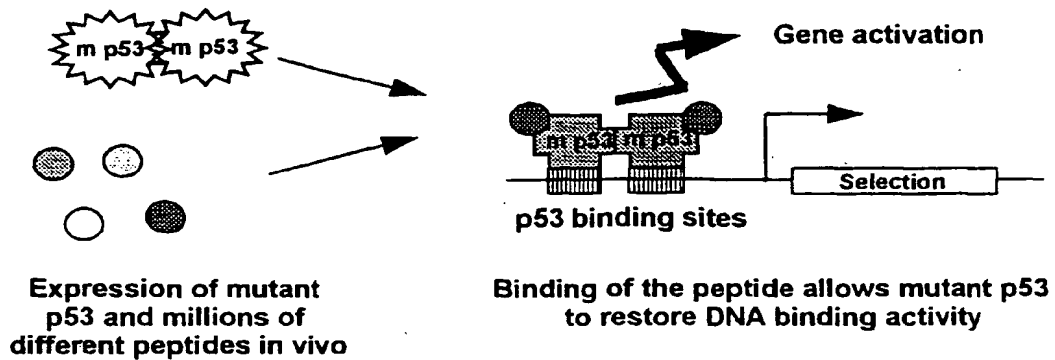 m p53 m p53
Gene activation
m p53 m p53
Selection
p53 binding sites
Expression of mutant
p53 and millions of
different peptides in vivo
Binding of the peptide allows mutant p53
to restore DNA binding activity